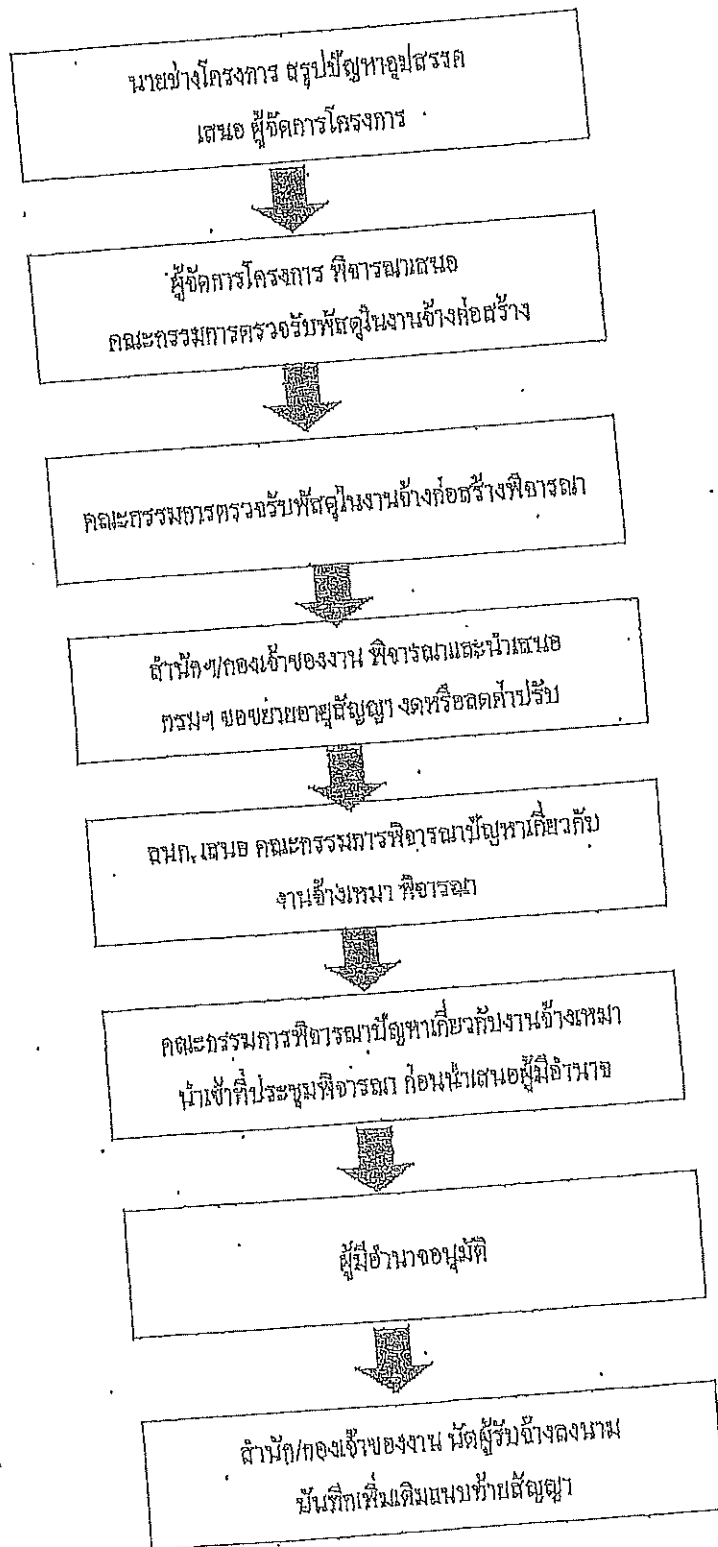 นายช่างโครงการ สรุปปัญหาอุปสรรค
เสนอ ผู้จัดการโครงการ
ผู้จัดการโครงการ พิจารณาเสนอ
คณะกรรมการตรวจรับพัสดุในงานจ้างก่อสร้าง
คณะกรรมการตรวจรับพัสดุในงานจ้างก่อสร้างพิจารณา
สำนักฯ/กองเจ้าของงาน พิจารณาและนำเสนอ
กรมฯ ขอขยายอายุสัญญา งดหรือลดค่าปรับ
เสนอ คณะกรรมการพิจารณาปัญหาเกี่ยวกับ
งานจ้างเหมา พิจารณา
คณะกรรมการพิจารณาปัญหาเกี่ยวกับงานจ้างเหมา
นำเข้าที่ประชุมพิจารณา ก่อนนำเสนอผู้มีอำนาจ
ผู้มีอำนาจอนุมัติ
สำนัก/กองเจ้าของงาน นัดผู้รับจ้างลงนาม
บันทึกเพิ่มเติมแนบท้ายสัญญา